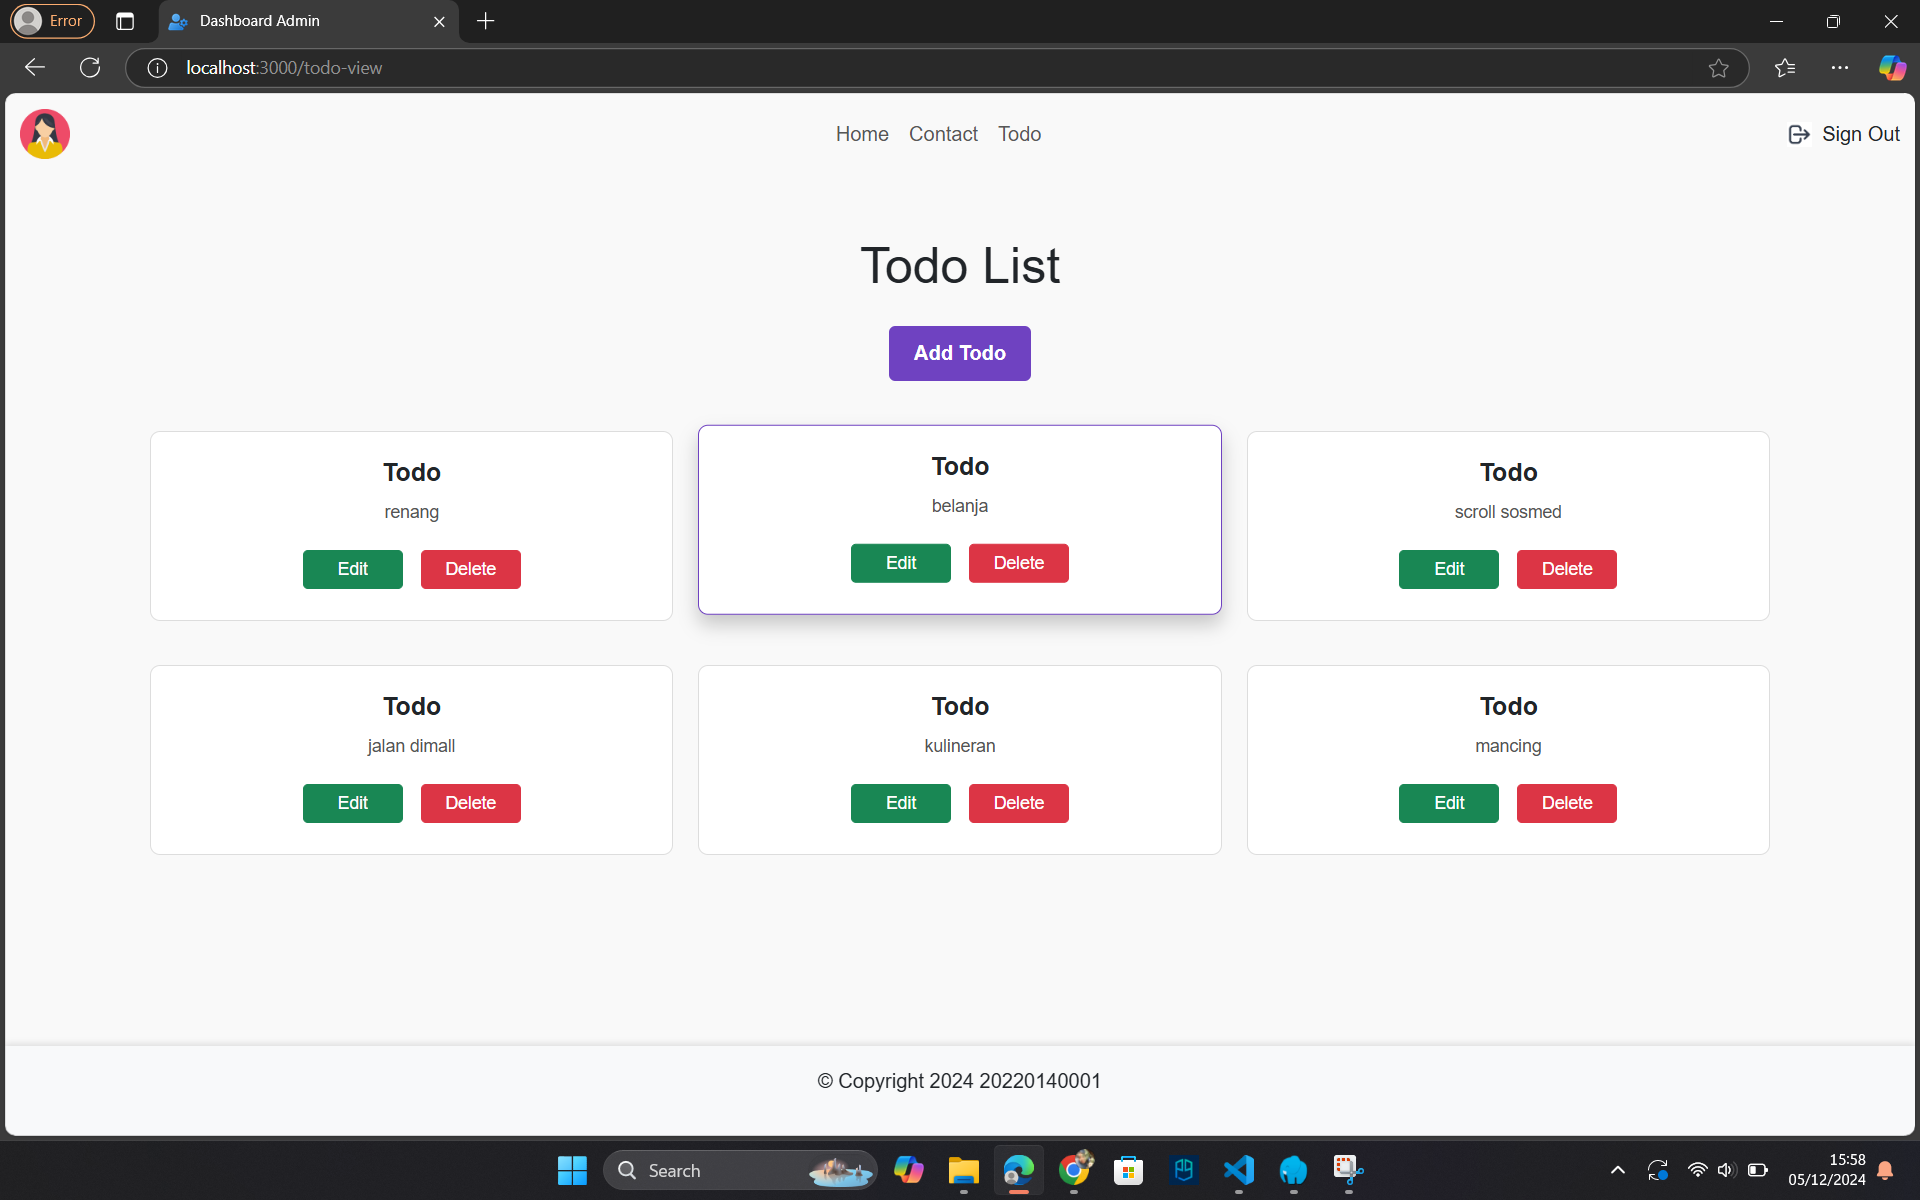 Error
Dashboard Admin
localhost:3000/todo-view
Home Contact Todo
Sign Out
Todo List
Add Todo
Todo
renang
Edit Delete
Todo
belanja
Edit Delete
Todo
scroll sosmed
Edit Delete
Todo
jalan dimall
Edit Delete
Todo
kulineran
Edit Delete
Todo
mancing
Edit Delete
© Copyright 2024 20220140001
Search
15:58
05/12/2024